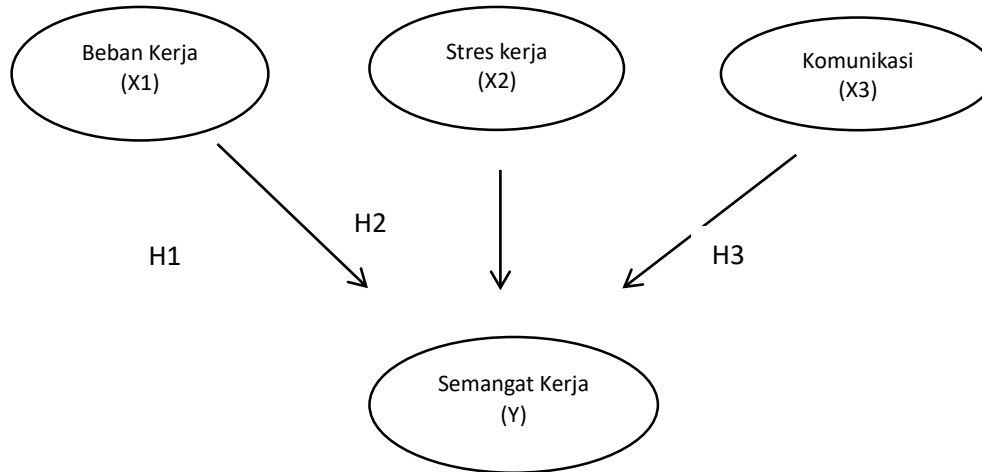 Beban Kerja
(X1)
Stres kerja
(X2)
Komunikasi
(X3)
H1
H2
H3
Semangat Kerja
(Y)